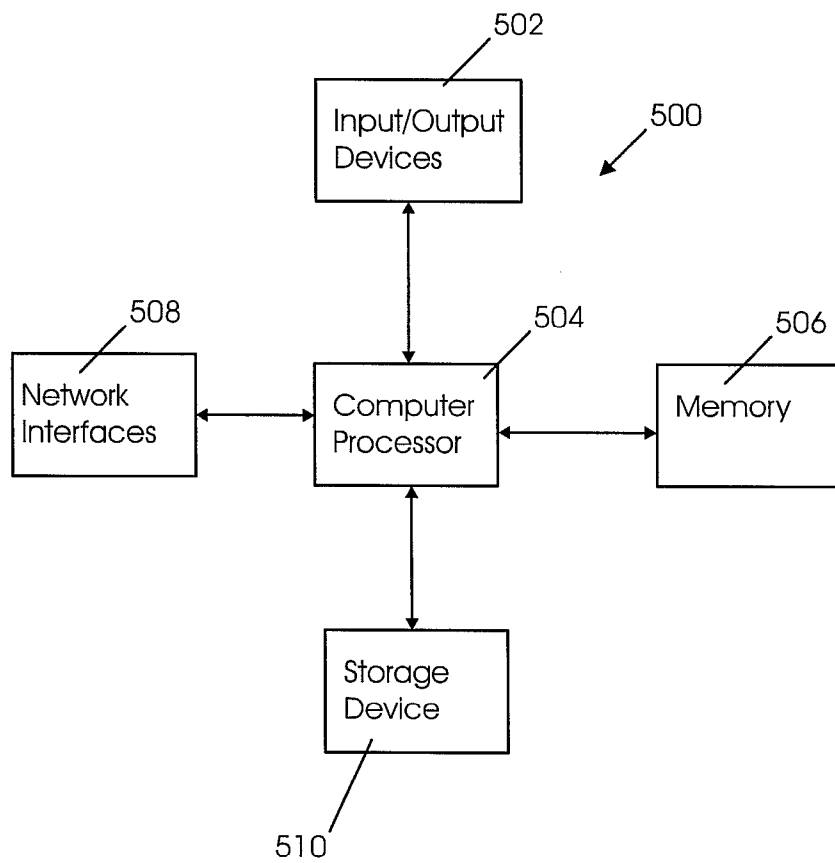 502
Input/Output
Devices
500
508
504
506
Network
Interfaces
Computer
Processor
Memory
Storage
Device
510